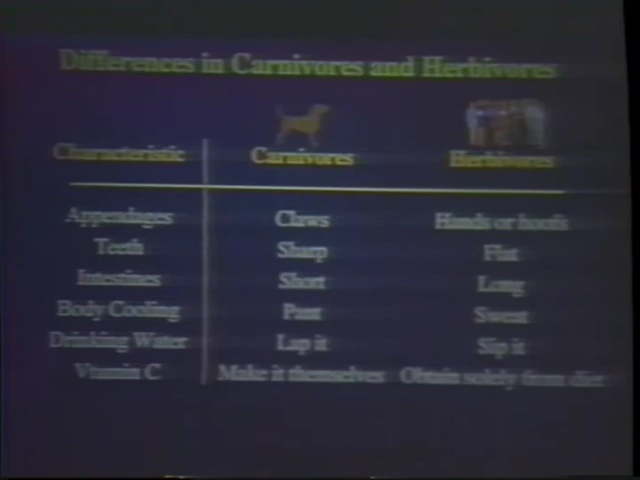 Differences in Carnivores and Herbivores
Characteristic Carnivores Herbivores
Appendages Claws Hands or hoofs
Teeth Sharp Flat
Intestines Short Long
Body Cooling Pant Sweat
Drinking Water Lap it Sip it
Vitamin C Make it themselves Obtain solely from diet